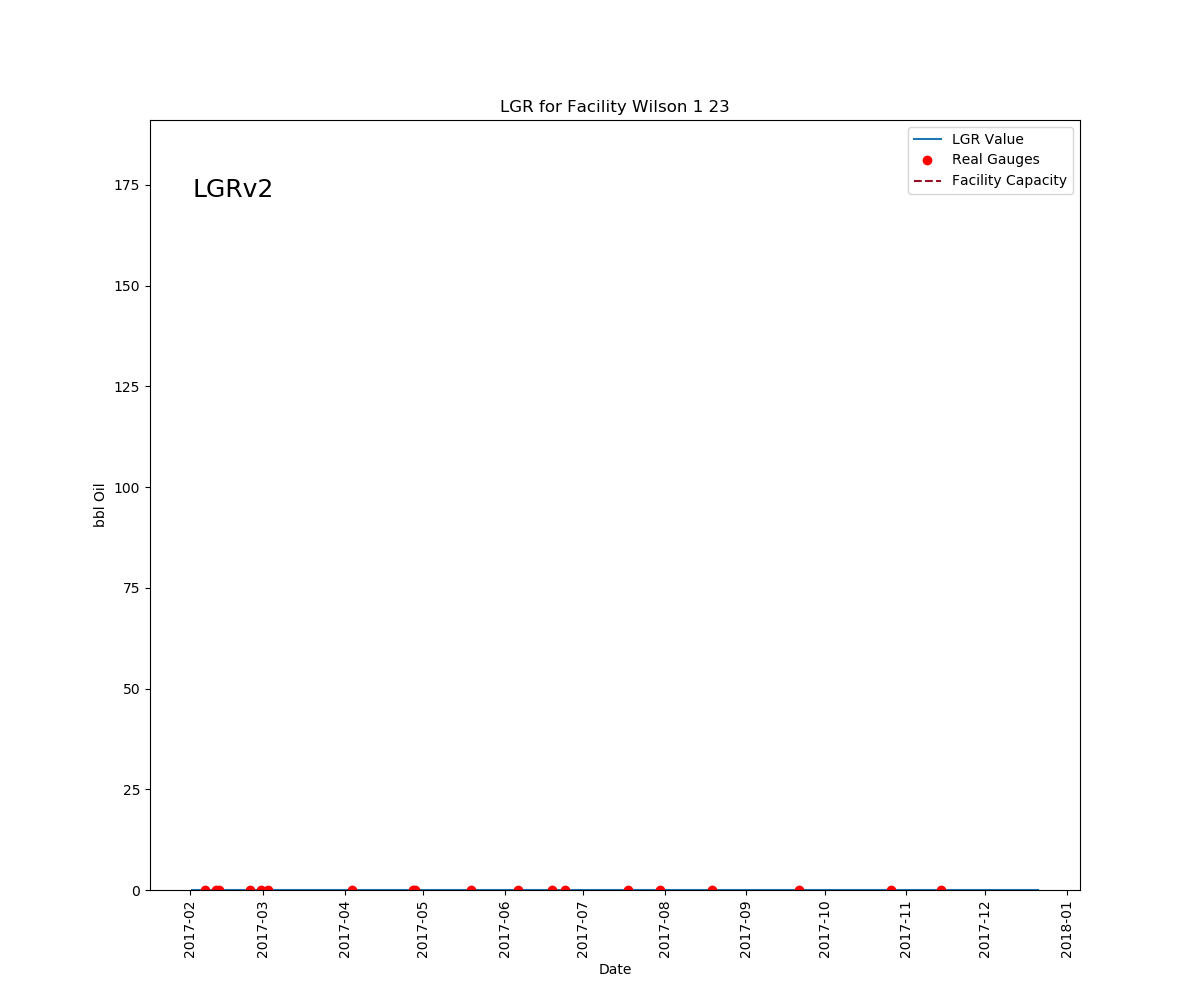 LGR for Facility Wilson 1 23
LGR Value
Real Gauges
Facility Capacity
LGRv2
175
150
125
100
75
50
25
0
bbl Oil
2017-02
2017-03
2017-04
2017-05
2017-06
2017-07
2017-08
2017-09
2017-10
2017-11
2017-12
2018-01
Date